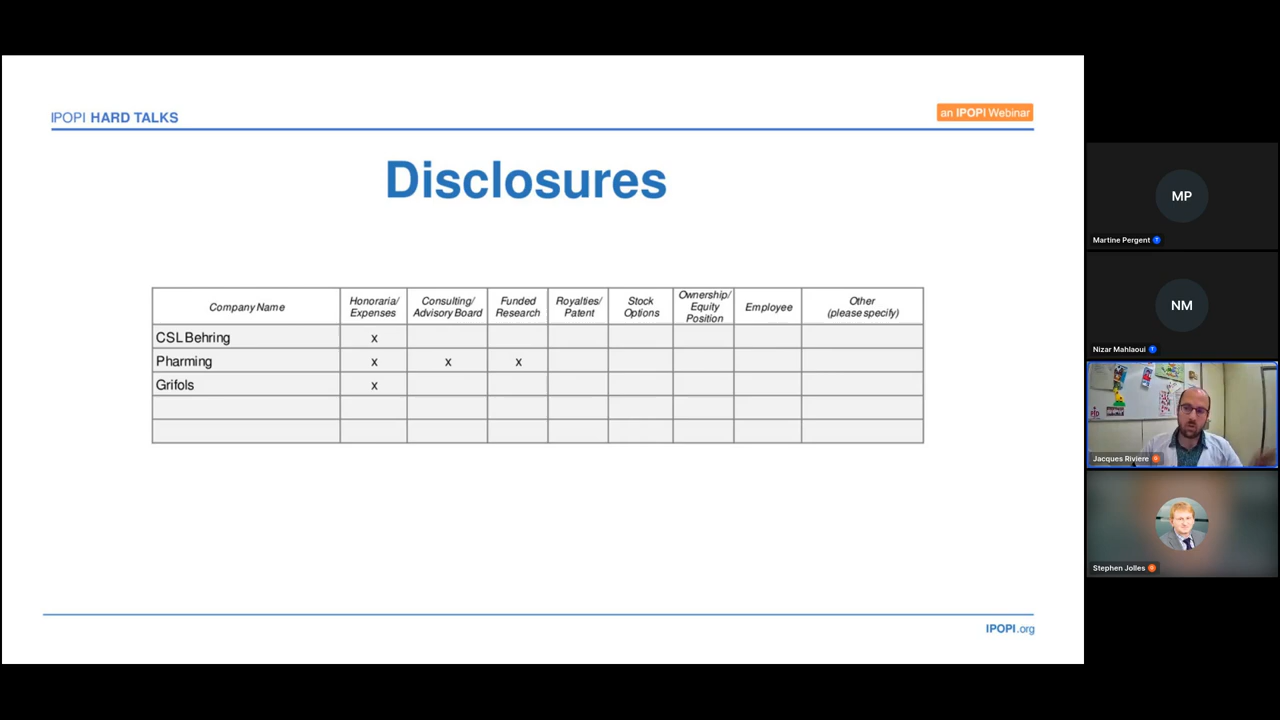 IPOPI HARD TALKS
an IPOPI Webinar
Disclosures
Company Name
Honoraria/
Expenses
Consulting/
Advisory Board
Funded
Research
Royalties/
Patent
Stock
Options
Ownership/
Equity
Position
Employee
Other
(please specify)
CSL Behring x
Pharming x x x
Grifols x
IPOPI.org
MP
Martine Pergent
NM
Nizar Mahlaoui
PID
Jacques Riviere
Stephen Jolles